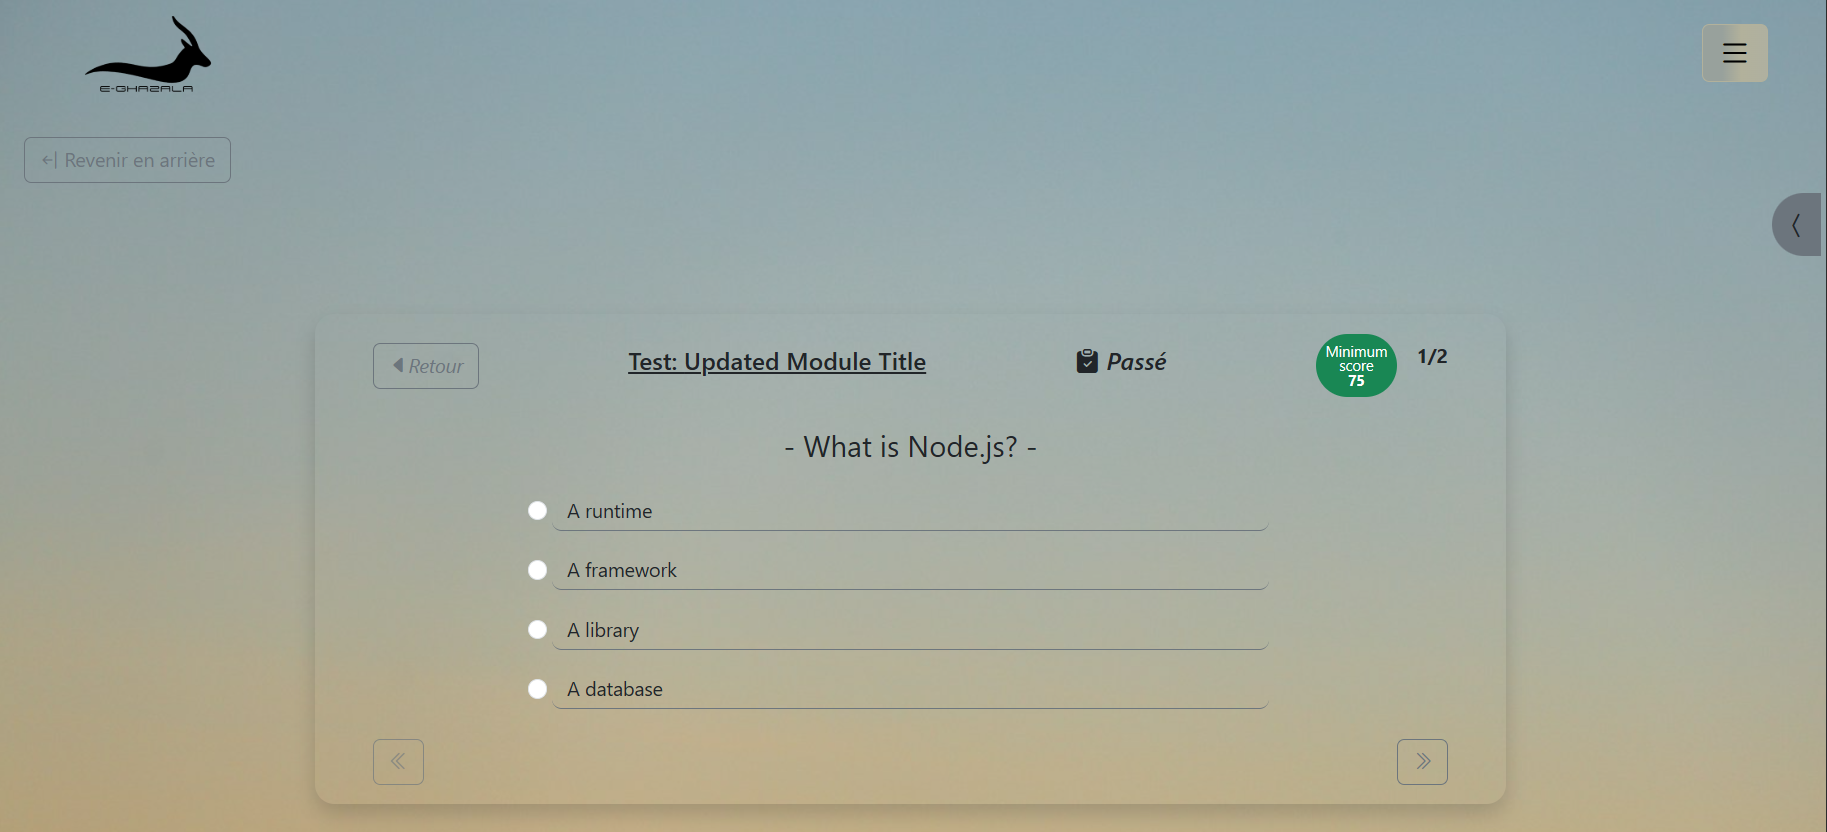 E-GHAZALA
Revenir en arrière
Retour
Test: Updated Module Title
Passé
Minimum
score
75
1/2
- What is Node.js? -
A runtime
A framework
A library
A database